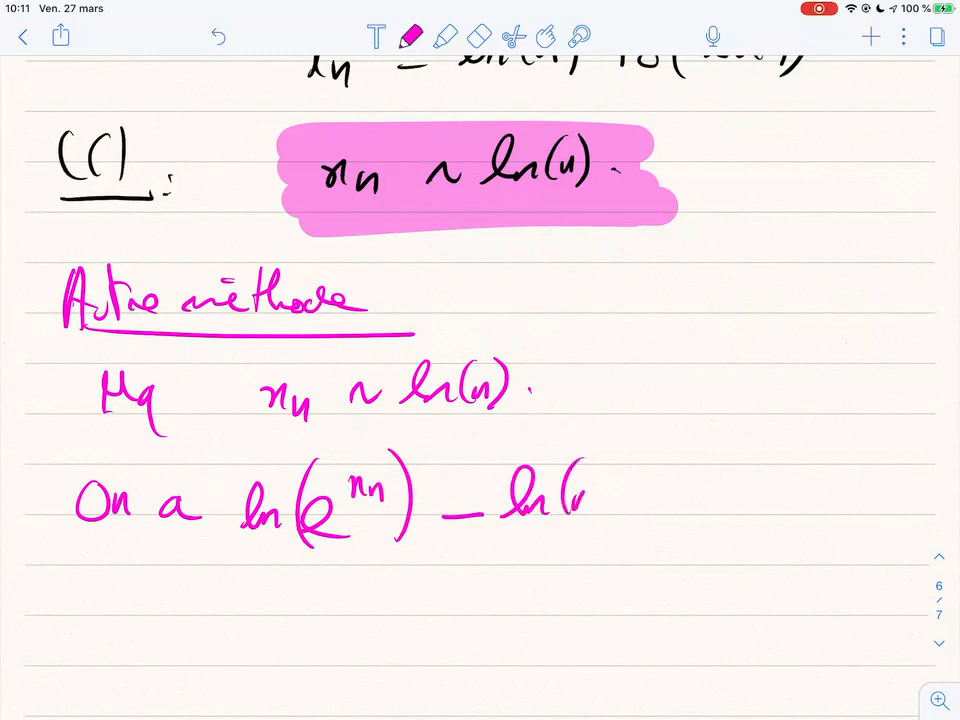 10:11 Ven. 27 mars
100 %
CCl :
xn ~ ln(n).
Autre méthode
Mq xn ~ ln(n).
On a ln(e^xn) - ln(
6
/
7